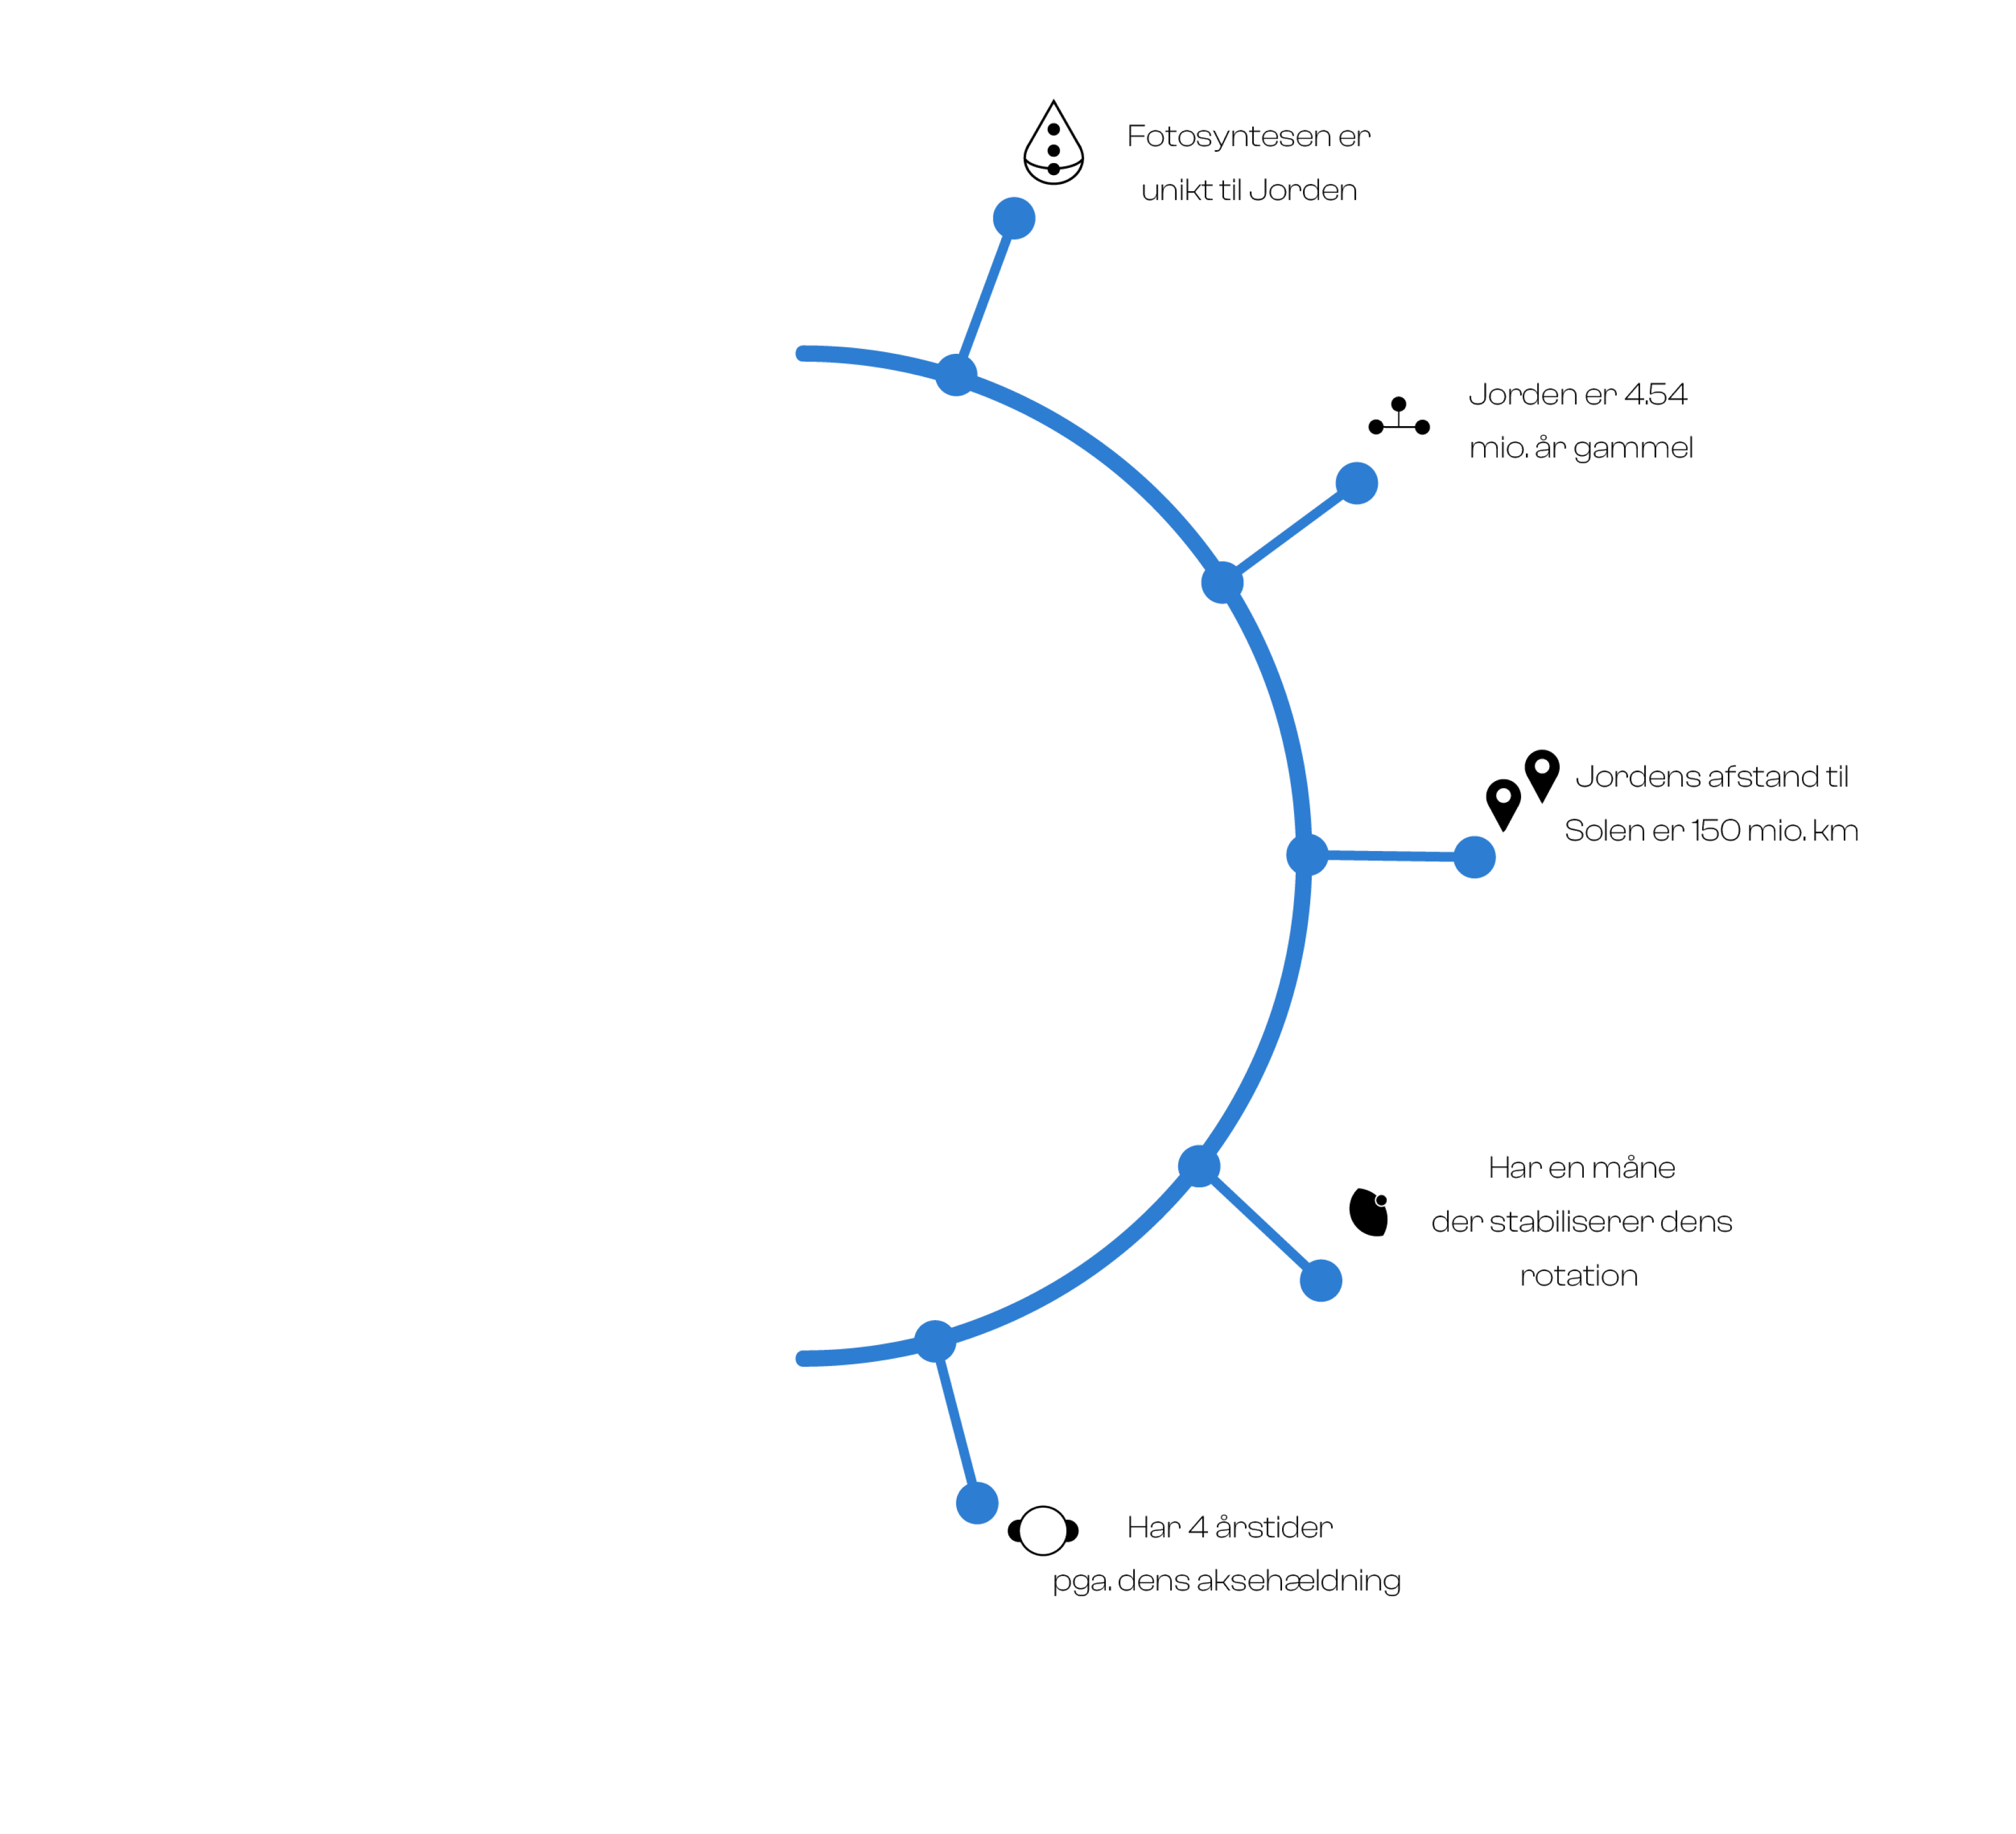 Fotosyntesen er
unikt til Jorden
Jorden er 4.54
mio. år gammel
Jordens afstand til
Solen er 150 mio. km
Har en måne
der stabiliserer dens
rotation
Har 4 årstider
pga. dens aksehældning